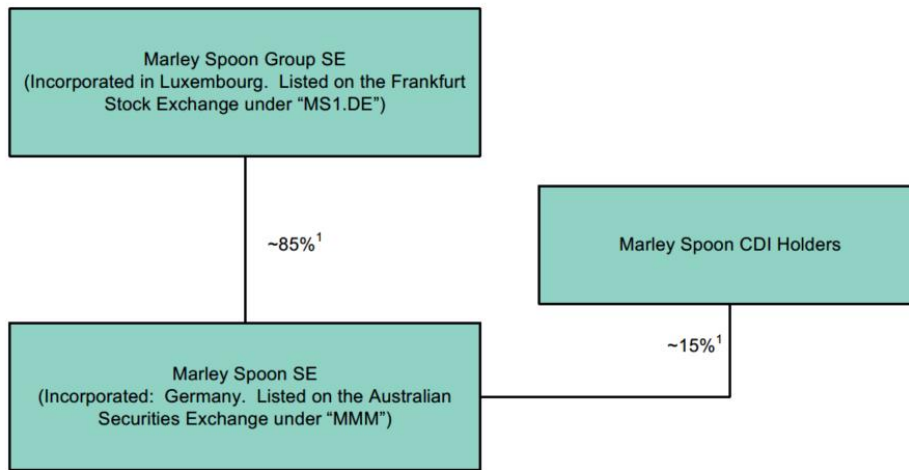 Marley Spoon Group SE
(Incorporated in Luxembourg.  Listed on the Frankfurt
Stock Exchange under “MS1.DE”)
~85%¹
Marley Spoon CDI Holders
~15%¹
Marley Spoon SE
(Incorporated:  Germany.  Listed on the Australian
Securities Exchange under “MMM”)